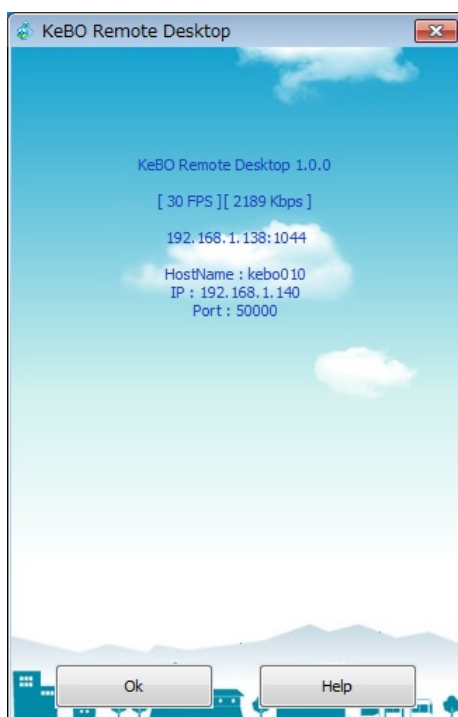 KeBO Remote Desktop
KeBO Remote Desktop 1.0.0
[ 30 FPS ][ 2189 Kbps ]
192.168.1.138:1044
HostName : kebo010
IP : 192.168.1.140
Port : 50000
Ok
Help